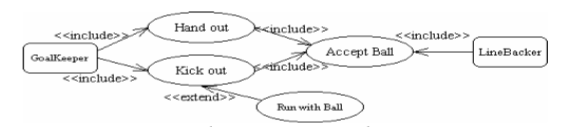 Hand out
<<include>>
<<include>>
<<include>>
GoalKeeper
Accept Ball
LineBacker
<<include>>
Kick out
<<include>>
<<extend>>
Run with Ball